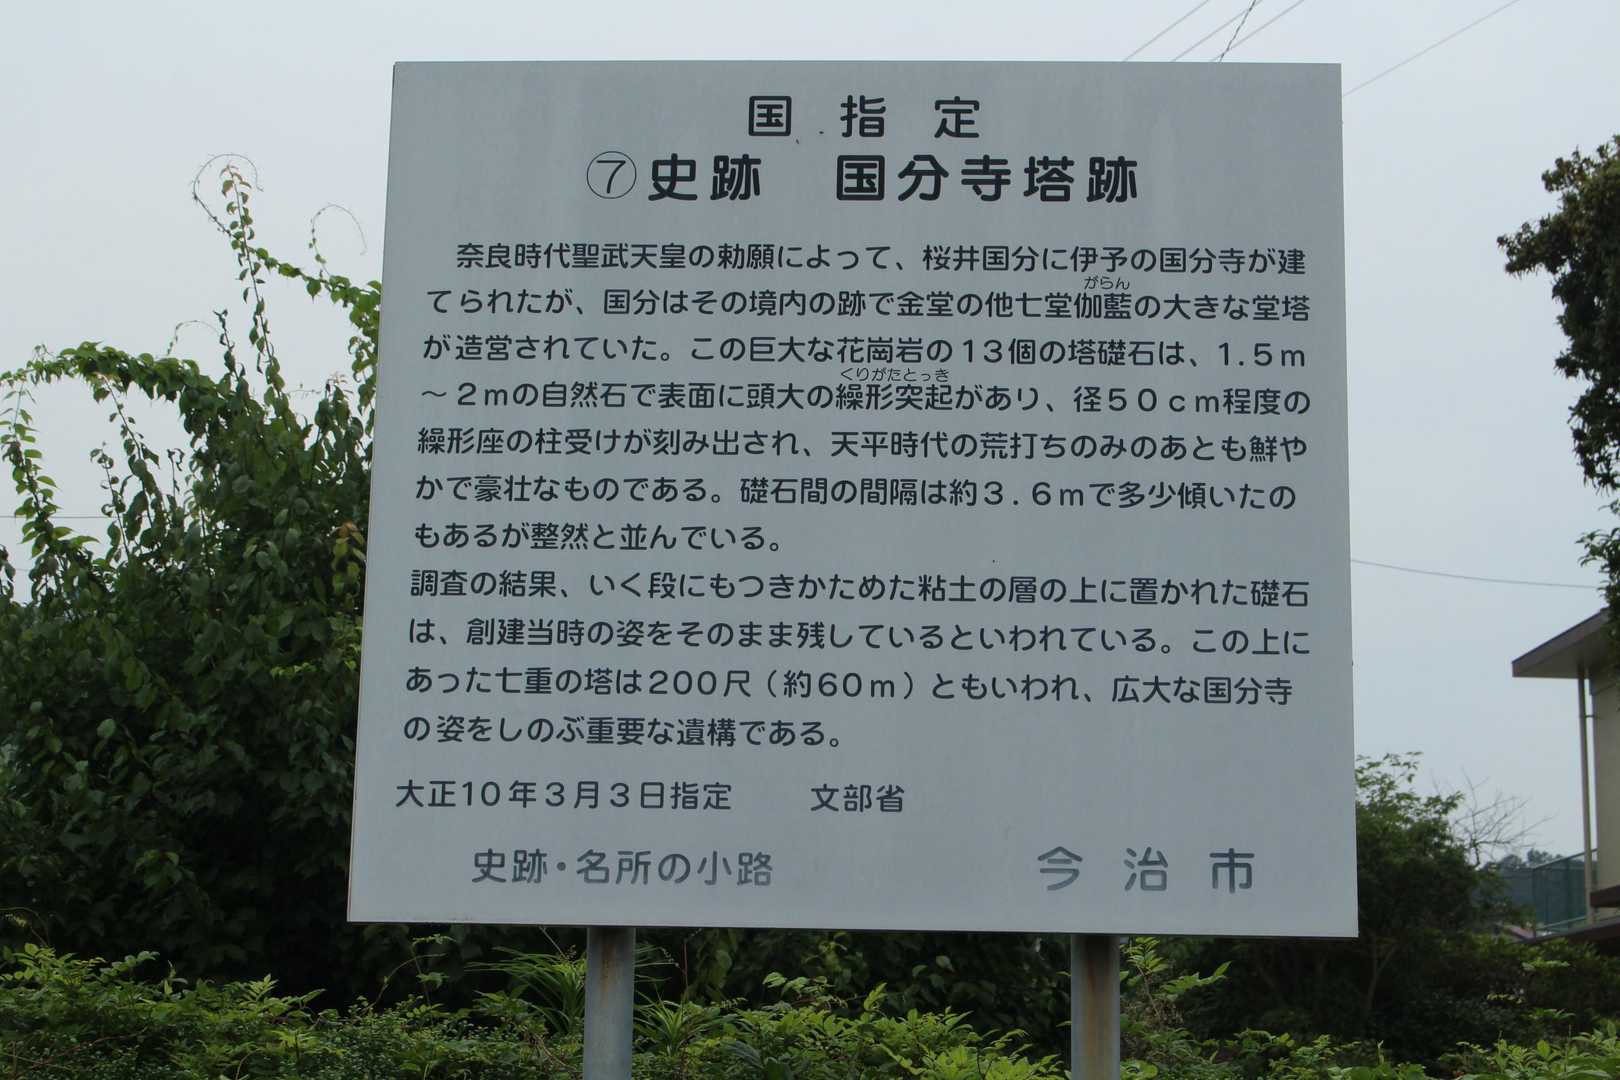 国指定
⑦史跡　国分寺塔跡
奈良時代聖武天皇の勅願によって、桜井国分に伊予の国分寺が建
がらん
てられたが、国分はその境内の跡で金堂の他七堂伽藍の大きな堂塔
が造営されていた。この巨大な花崗岩の13個の塔礎石は、1.5m
くりがたとっき
～2mの自然石で表面に頭大の繰形突起があり、径50cm程度の
繰形座の柱受けが刻み出され、天平時代の荒打ちのみのあとも鮮や
かで豪壮なものである。礎石間の間隔は約3.6mで多少傾いたの
もあるが整然と並んでいる。
調査の結果、いく段にもつきかためた粘土の層の上に置かれた礎石
は、創建当時の姿をそのまま残しているといわれている。この上に
あった七重の塔は200尺（約60m）ともいわれ、広大な国分寺
の姿をしのぶ重要な遺構である。
大正10年3月3日指定　文部省
史跡・名所の小路　今治市